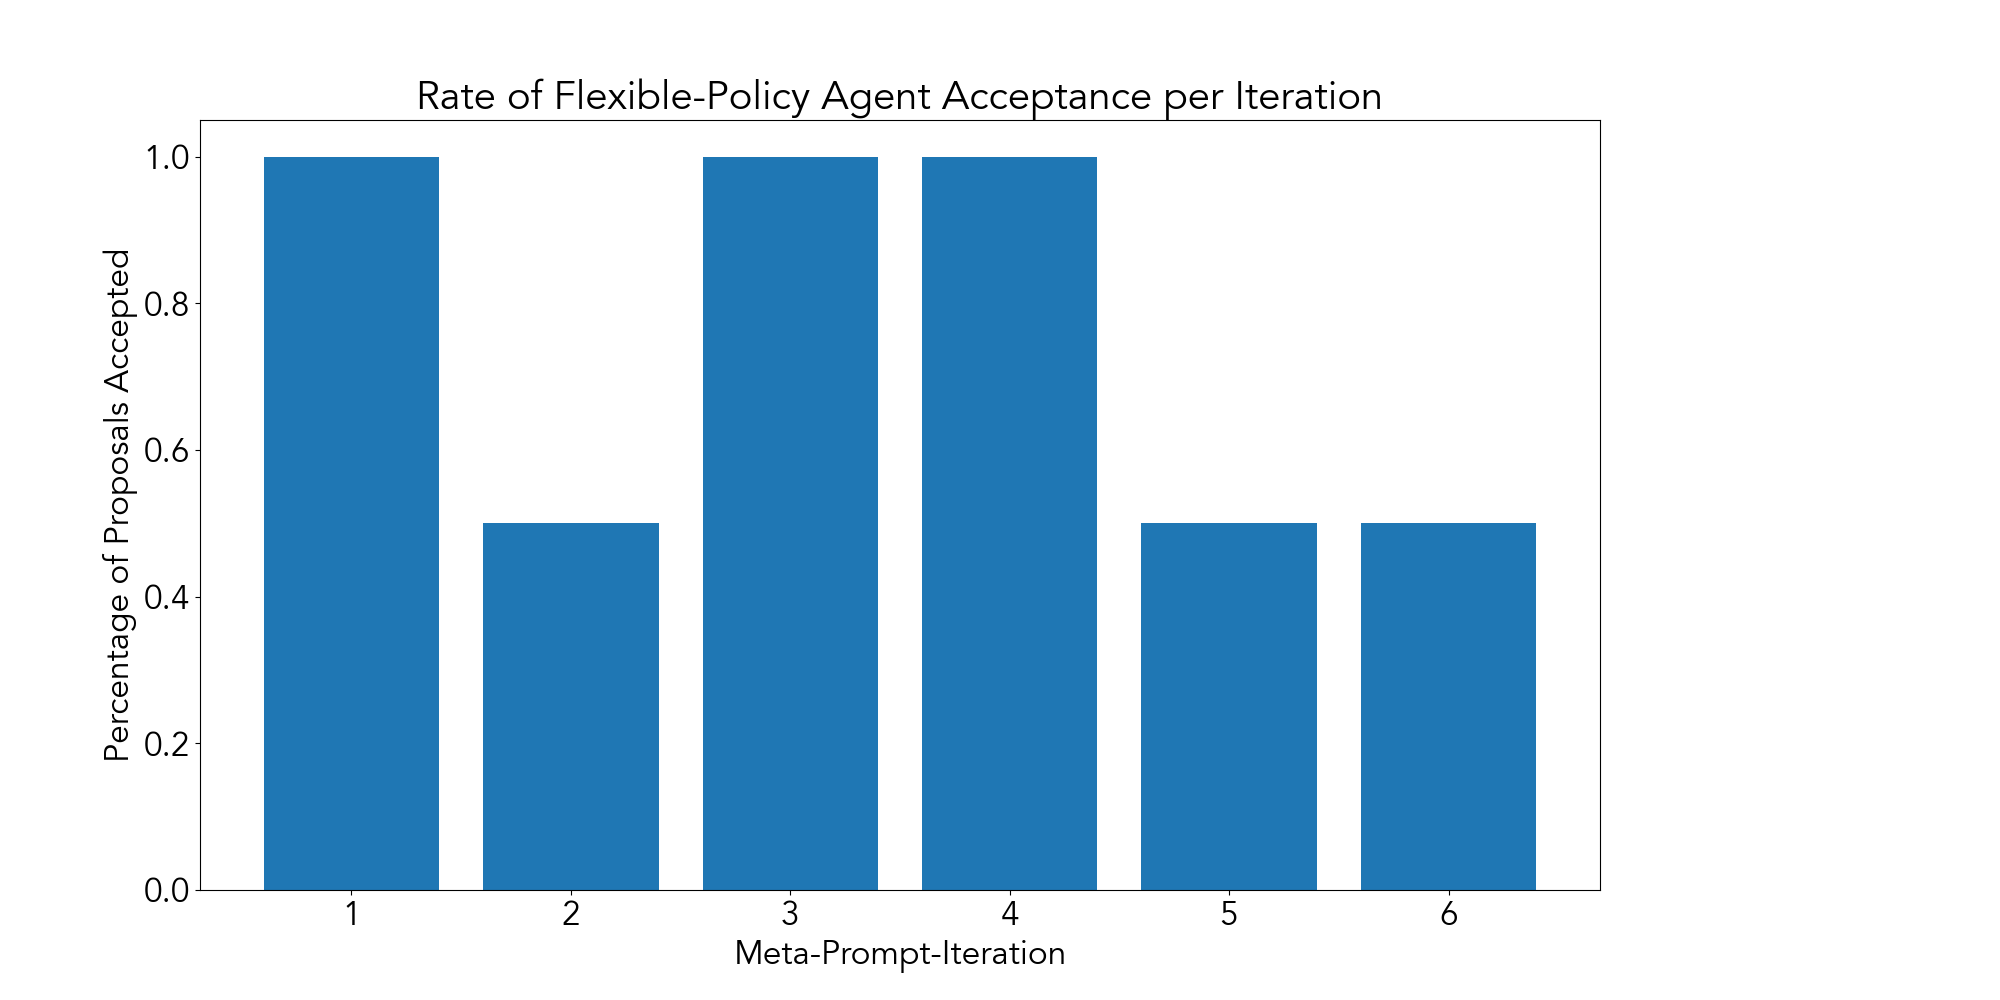 Rate of Flexible-Policy Agent Acceptance per Iteration
Percentage of Proposals Accepted
1.0
0.8
0.6
0.4
0.2
0.0
1 2 3 4 5 6
Meta-Prompt-Iteration